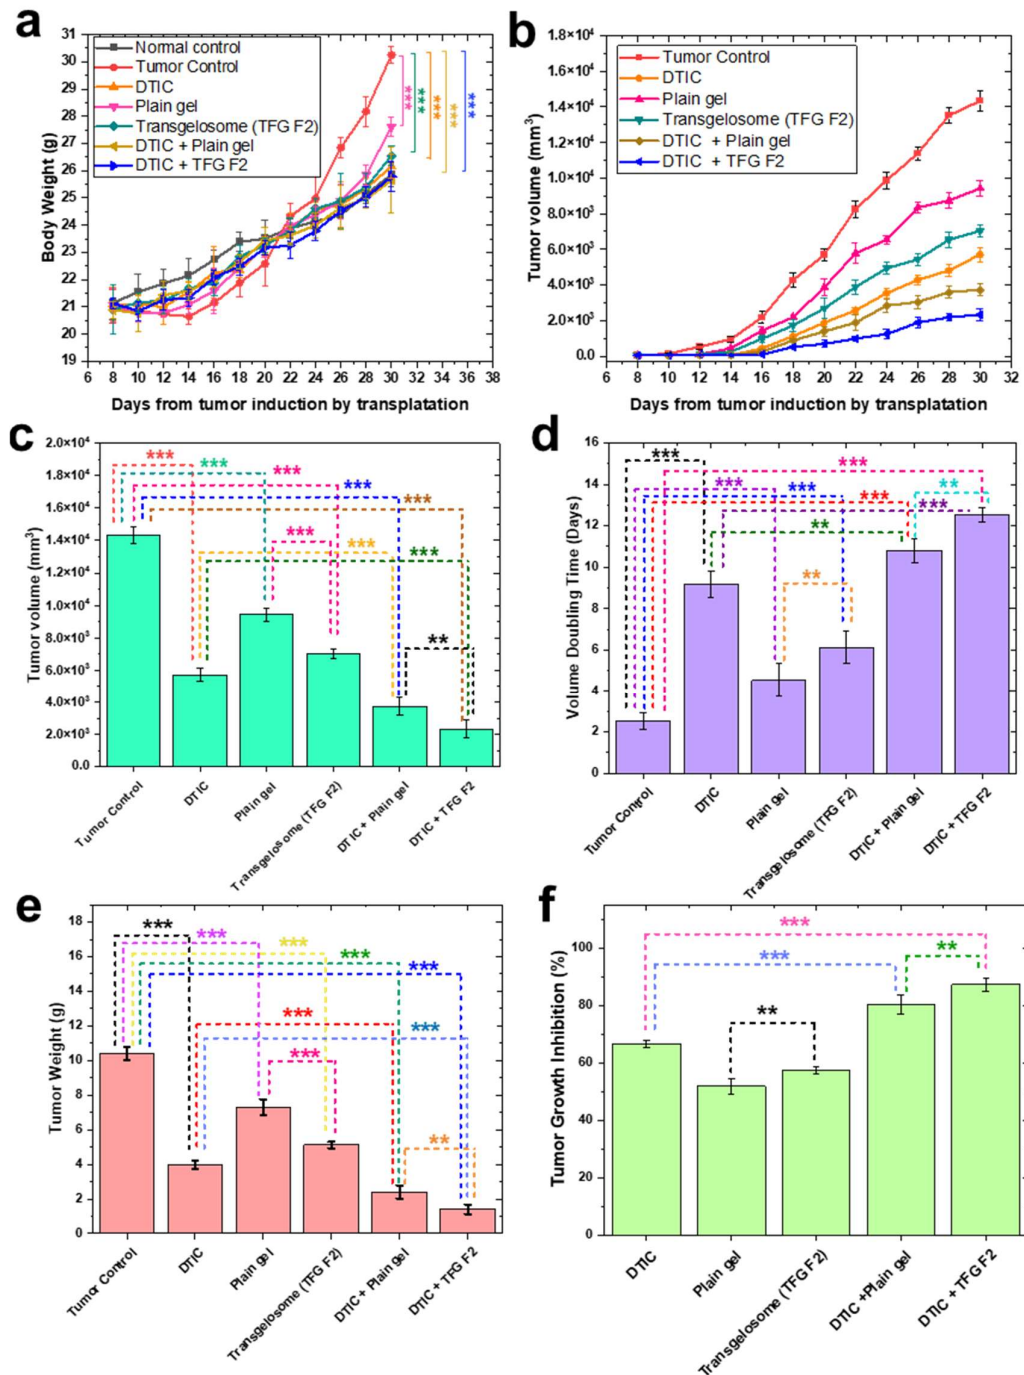 a
Body Weight (g)
31
30
29
28
27
26
25
24
23
22
21
20
19
Normal control
Tumor Control
DTIC
Plain gel
Transgelosome (TFG F2)
DTIC + Plain gel
DTIC + TFG F2
***
***
***
***
***
6 8 10 12 14 16 18 20 22 24 26 28 30 32 34 36 38
Days from tumor induction by transplatation
b
Tumor volume (mm³)
1.8×10⁴
1.6×10⁴
1.4×10⁴
1.2×10⁴
1.0×10⁴
8.0×10³
6.0×10³
4.0×10³
2.0×10³
0.0
Tumor Control
DTIC
Plain gel
Transgelosome (TFG F2)
DTIC + Plain gel
DTIC + TFG F2
6 8 10 12 14 16 18 20 22 24 26 28 30 32
Days from tumor induction by transplatation
c
Tumor volume (mm³)
2.0×10⁴
1.8×10⁴
1.6×10⁴
1.4×10⁴
1.2×10⁴
1.0×10⁴
8.0×10³
6.0×10³
4.0×10³
2.0×10³
0.0
***
***
***
***
***
***
***
***
**
Tumor Control
DTIC
Plain gel
Transgelosome (TFG F2)
DTIC + Plain gel
DTIC + TFG F2
d
Volume Doubling Time (Days)
16
14
12
10
8
6
4
2
0
***
***
***
***
**
***
***
**
**
Tumor Control
DTIC
Plain gel
Transgelosome (TFG F2)
DTIC + Plain gel
DTIC + TFG F2
e
Tumor Weight (g)
18
16
14
12
10
8
6
4
2
0
***
***
***
***
***
***
***
***
**
Tumor Control
DTIC
Plain gel
Transgelosome (TFG F2)
DTIC + Plain gel
DTIC + TFG F2
f
Tumor Growth Inhibition (%)
100
80
60
40
20
0
***
***
**
**
DTIC
Plain gel
Transgelosome (TFG F2)
DTIC +Plain gel
DTIC + TFG F2